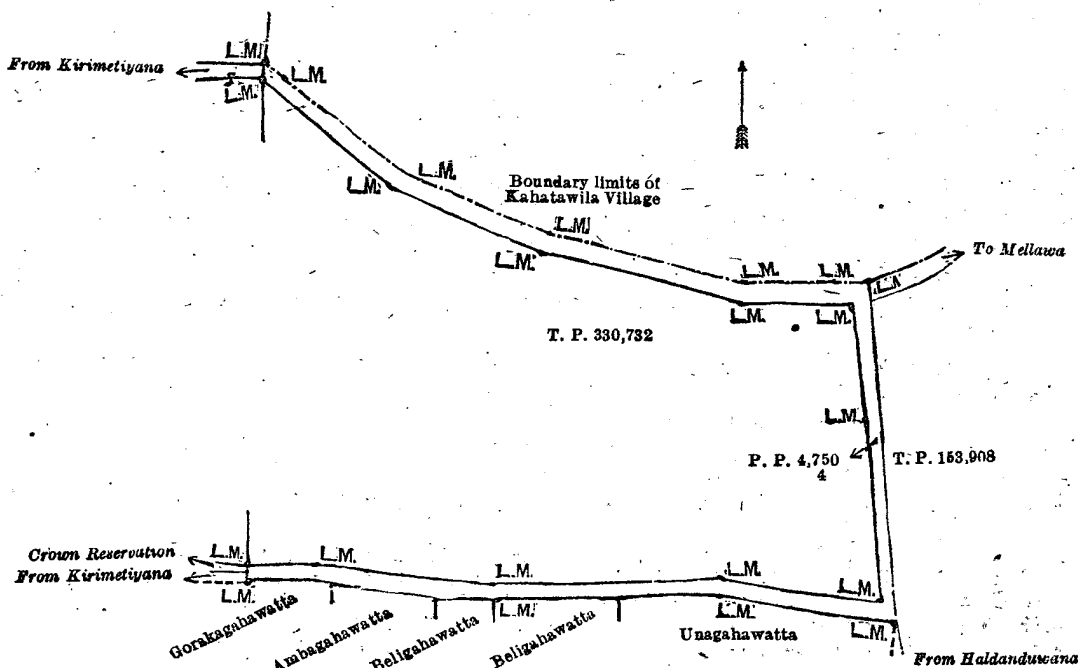 L.M.
From Kirimetiyana
L.M.
L.M.
L.M.
L.M.
Boundary limits of
Kahatawila Village
L.M.
L.M.
To Mellawa
L.M.
L.M.
L.M.
L.M.
T. P. 330,732
L.M.
P. P. 4,750
4
T. P. 153,908
Crown Reservation
L.M.
L.M.
From Kirimetiyana
L.M.
L.M.
L.M.
L.M.
L.M.
L.M.
L.M.
Gorakagahawatta
Ambagahawatta
Beligahawatta
Beligahawatta
Unagahawatta
From Haldanduwana